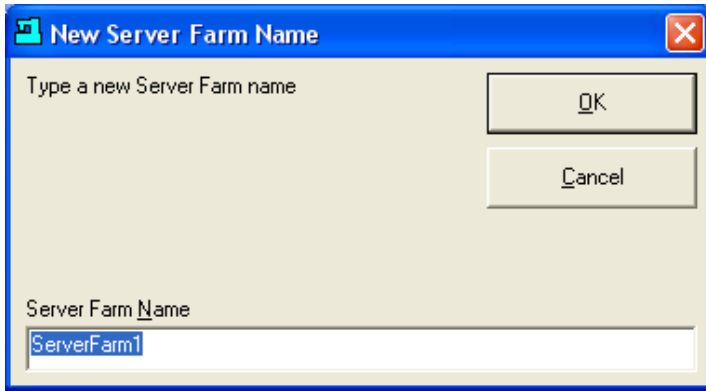 New Server Farm Name
Type a new Server Farm name
OK
Cancel
Server Farm Name
ServerFarm1